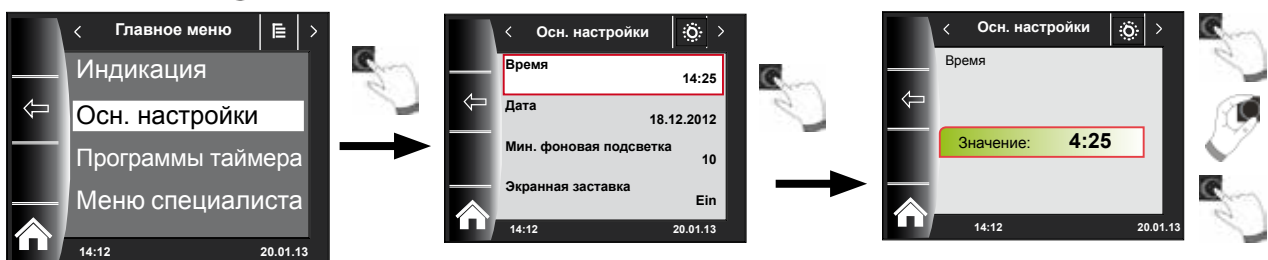 Главное меню
Индикация
Осн. настройки
Программы таймера
Меню специалиста
14:12 20.01.13
Осн. настройки
Время
14:25
Дата
18.12.2012
Мин. фоновая подсветка
10
Экранная заставка
Ein
14:12 20.01.13
Осн. настройки
Время
Значение: 4:25
14:12 20.01.13